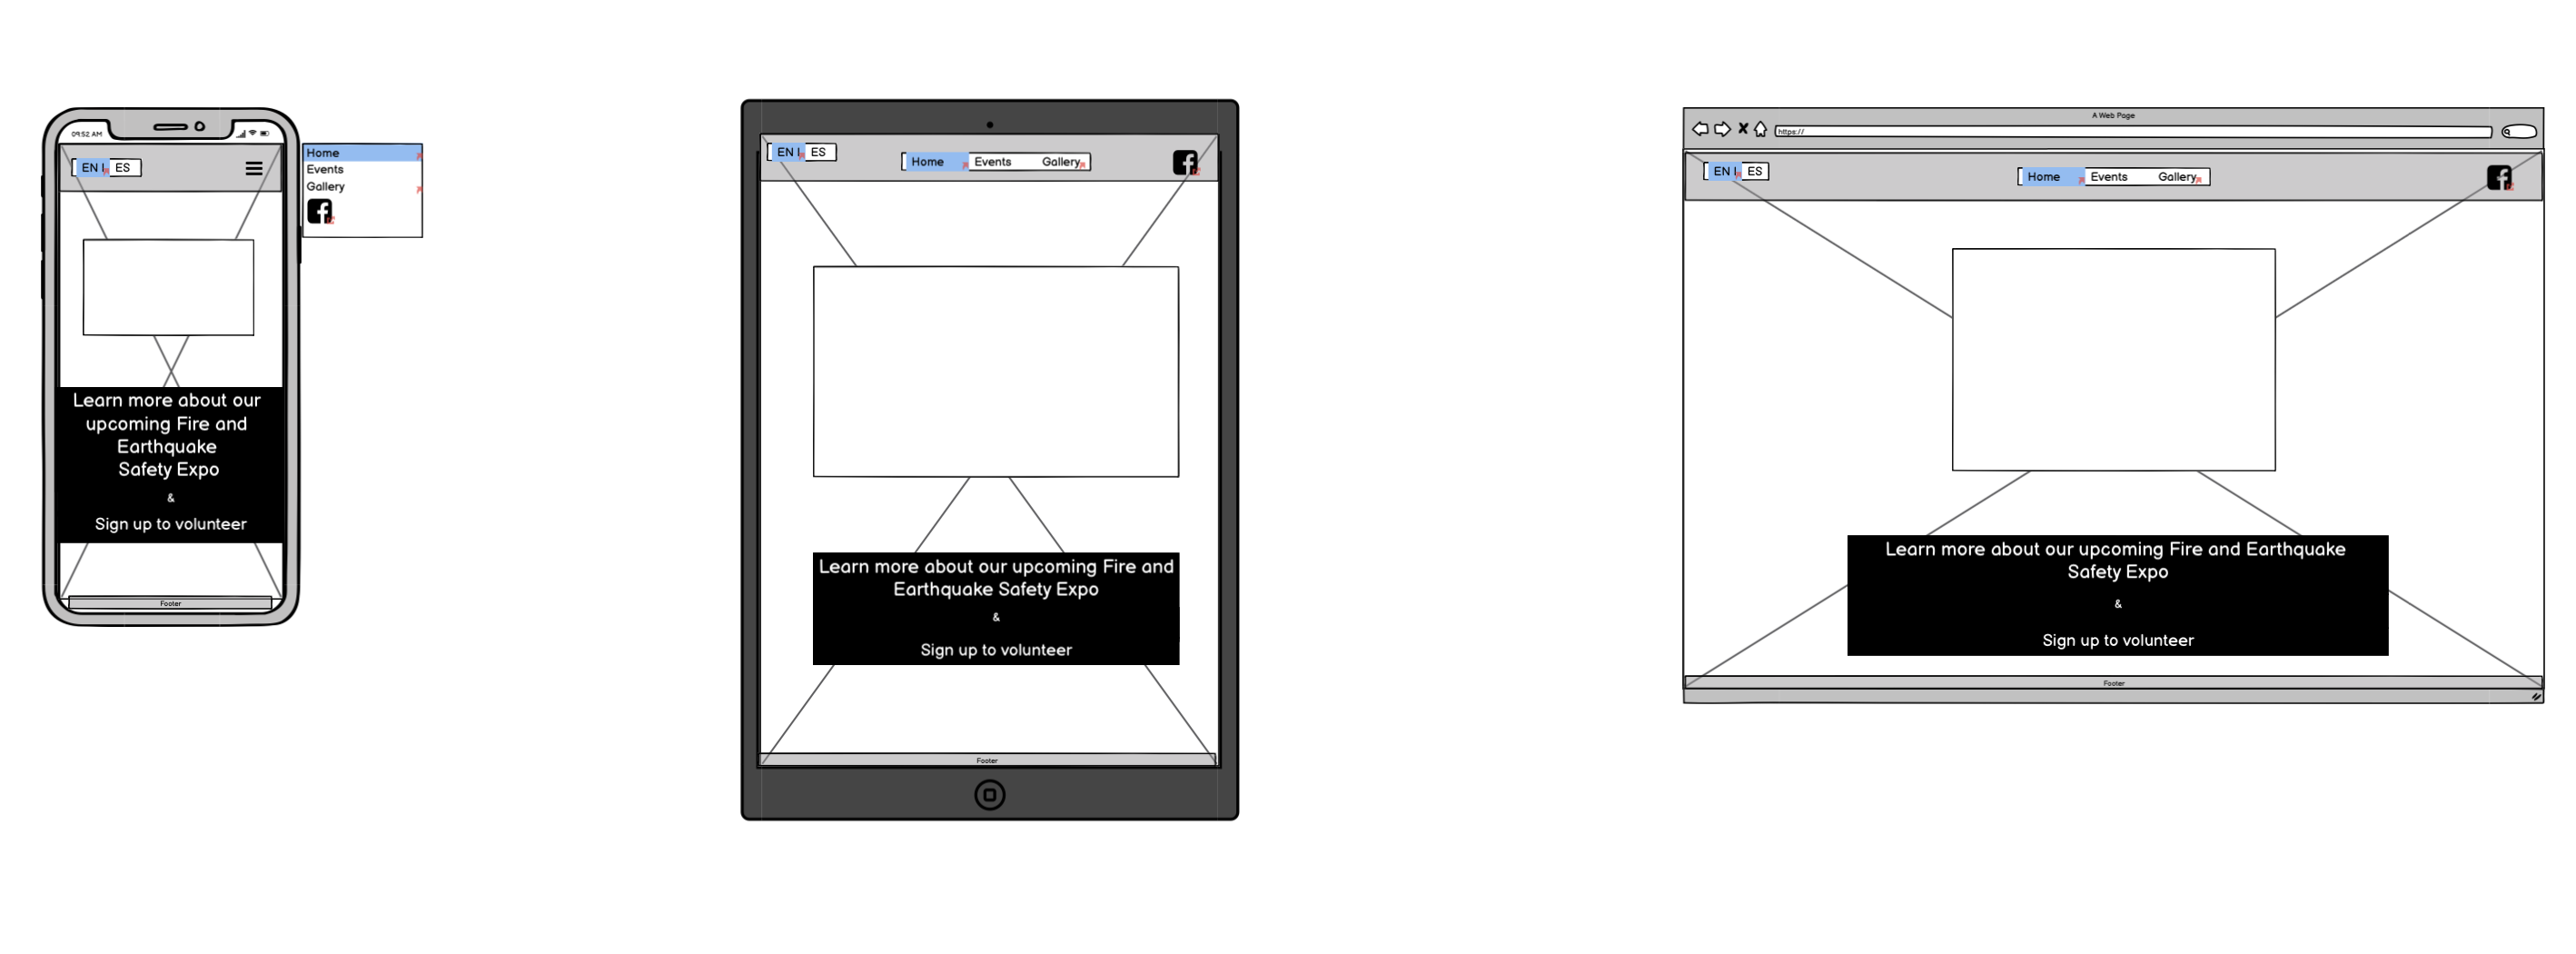 09:52 AM
EN | ES
Home
Events
Gallery
Learn more about our
upcoming Fire and
Earthquake
Safety Expo
&
Sign up to volunteer
Footer
EN | ES
Home Events Gallery
Learn more about our upcoming Fire and
Earthquake Safety Expo
&
Sign up to volunteer
Footer
A Web Page
https://
EN | ES
Home Events Gallery
Learn more about our upcoming Fire and Earthquake
Safety Expo
&
Sign up to volunteer
Footer